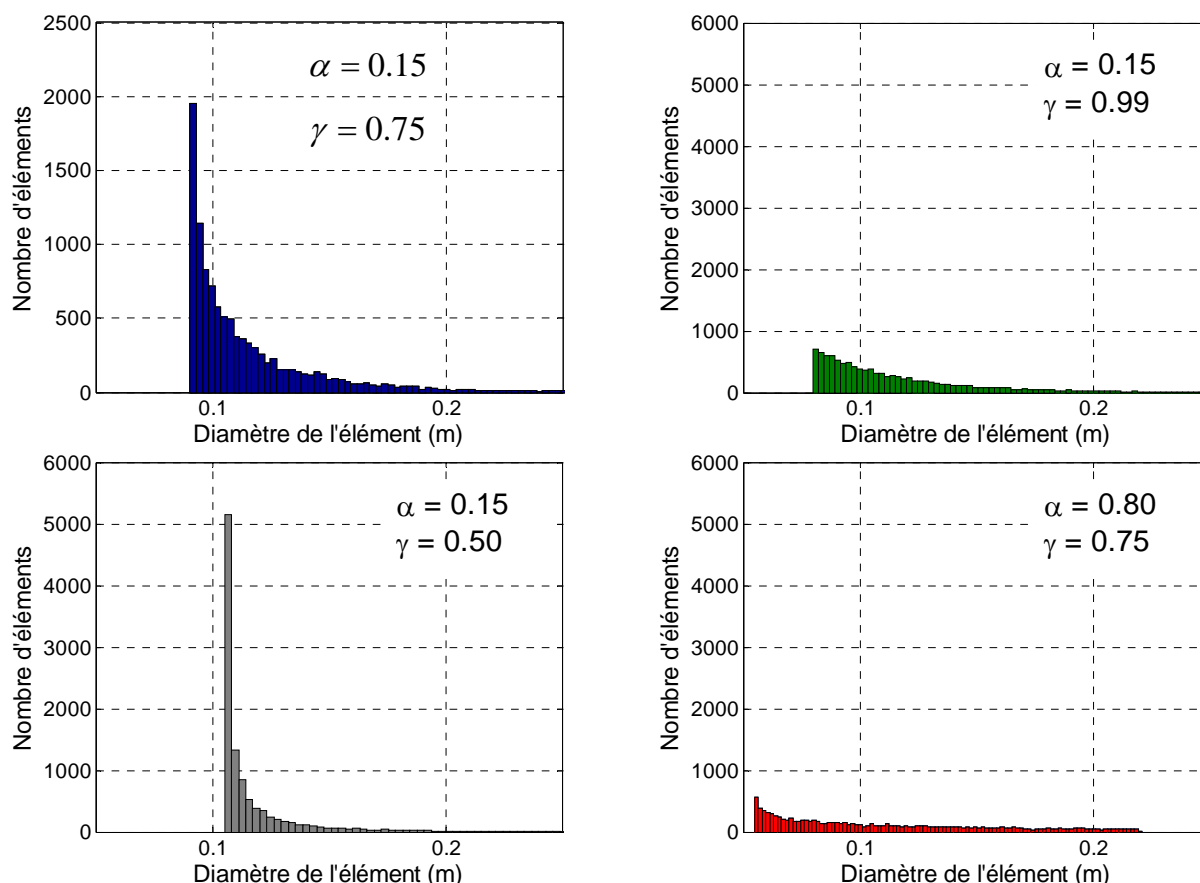 2500
2000
1500
1000
500
0
0.1
0.2
Nombre d'éléments
Diamètre de l'élément (m)
α = 0.15
γ = 0.75
6000
5000
4000
3000
2000
1000
0
0.1
0.2
Nombre d'éléments
Diamètre de l'élément (m)
α = 0.15
γ = 0.99
6000
5000
4000
3000
2000
1000
0
0.1
0.2
Nombre d'éléments
Diamètre de l'élément (m)
α = 0.15
γ = 0.50
6000
5000
4000
3000
2000
1000
0
0.1
0.2
Nombre d'éléments
Diamètre de l'élément (m)
α = 0.80
γ = 0.75